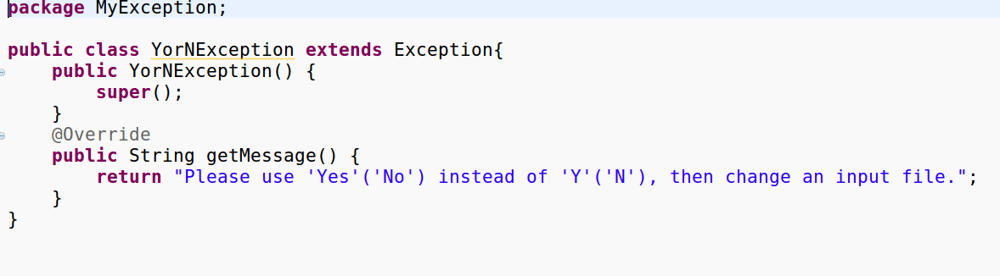 package MyException;
public class YorNException extends Exception{
public YorNException() {
super();
}
@Override
public String getMessage() {
return "Please use 'Yes'('No') instead of 'Y'('N'), then change an input file.";
}
}